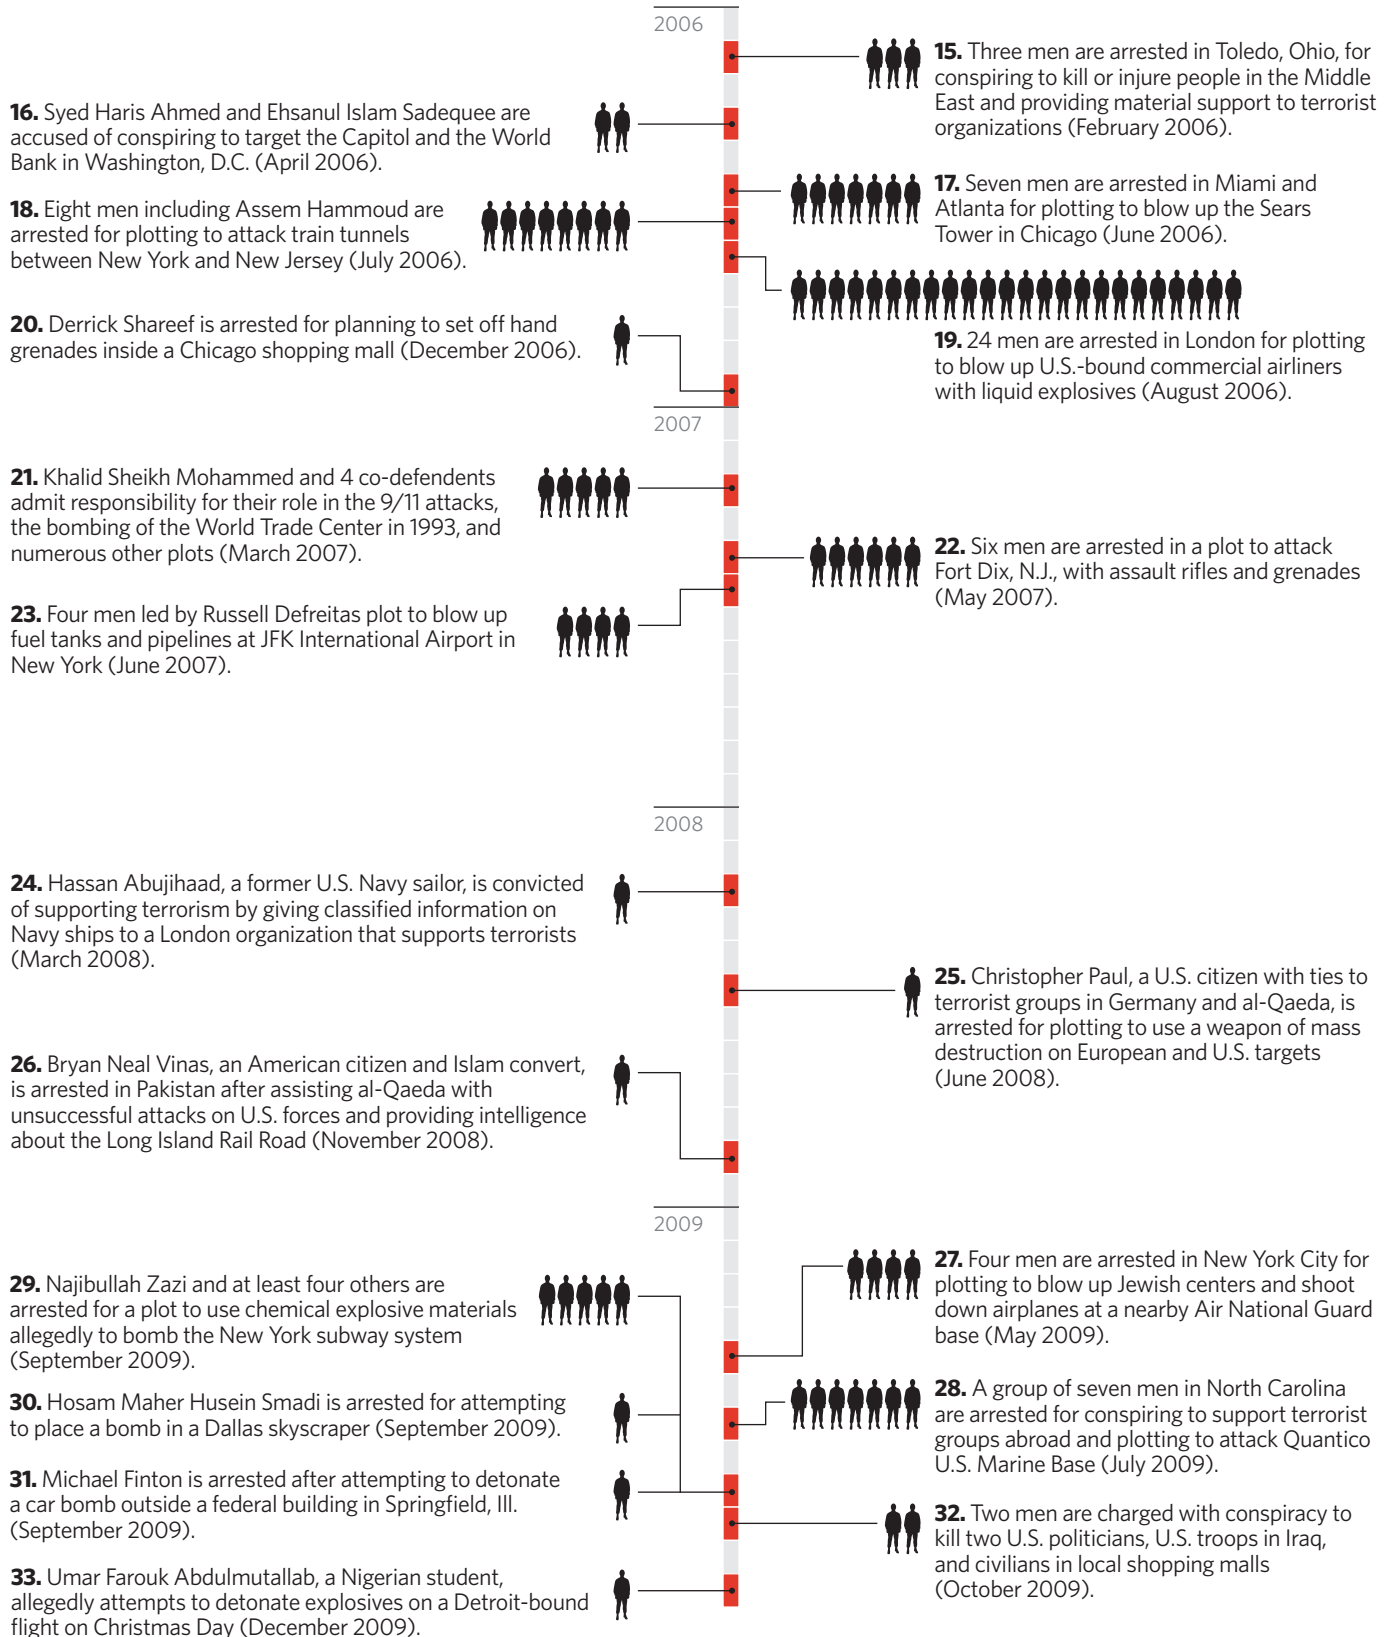 2006
15. Three men are arrested in Toledo, Ohio, for
conspiring to kill or injure people in the Middle
East and providing material support to terrorist
organizations (February 2006).
16. Syed Haris Ahmed and Ehsanul Islam Sadequee are
accused of conspiring to target the Capitol and the World
Bank in Washington, D.C. (April 2006).
17. Seven men are arrested in Miami and
Atlanta for plotting to blow up the Sears
Tower in Chicago (June 2006).
18. Eight men including Assem Hammoud are
arrested for plotting to attack train tunnels
between New York and New Jersey (July 2006).
19. 24 men are arrested in London for plotting
to blow up U.S.-bound commercial airliners
with liquid explosives (August 2006).
20. Derrick Shareef is arrested for planning to set off hand
grenades inside a Chicago shopping mall (December 2006).
2007
21. Khalid Sheikh Mohammed and 4 co-defendents
admit responsibility for their role in the 9/11 attacks,
the bombing of the World Trade Center in 1993, and
numerous other plots (March 2007).
22. Six men are arrested in a plot to attack
Fort Dix, N.J., with assault rifles and grenades
(May 2007).
23. Four men led by Russell Defreitas plot to blow up
fuel tanks and pipelines at JFK International Airport in
New York (June 2007).
2008
24. Hassan Abujihaad, a former U.S. Navy sailor, is convicted
of supporting terrorism by giving classified information on
Navy ships to a London organization that supports terrorists
(March 2008).
25. Christopher Paul, a U.S. citizen with ties to
terrorist groups in Germany and al-Qaeda, is
arrested for plotting to use a weapon of mass
destruction on European and U.S. targets
(June 2008).
26. Bryan Neal Vinas, an American citizen and Islam convert,
is arrested in Pakistan after assisting al-Qaeda with
unsuccessful attacks on U.S. forces and providing intelligence
about the Long Island Rail Road (November 2008).
2009
27. Four men are arrested in New York City for
plotting to blow up Jewish centers and shoot
down airplanes at a nearby Air National Guard
base (May 2009).
28. A group of seven men in North Carolina
are arrested for conspiring to support terrorist
groups abroad and plotting to attack Quantico
U.S. Marine Base (July 2009).
29. Najibullah Zazi and at least four others are
arrested for a plot to use chemical explosive materials
allegedly to bomb the New York subway system
(September 2009).
30. Hosam Maher Husein Smadi is arrested for attempting
to place a bomb in a Dallas skyscraper (September 2009).
31. Michael Finton is arrested after attempting to detonate
a car bomb outside a federal building in Springfield, Ill.
(September 2009).
32. Two men are charged with conspiracy to
kill two U.S. politicians, U.S. troops in Iraq,
and civilians in local shopping malls
(October 2009).
33. Umar Farouk Abdulmutallab, a Nigerian student,
allegedly attempts to detonate explosives on a Detroit-bound
flight on Christmas Day (December 2009).